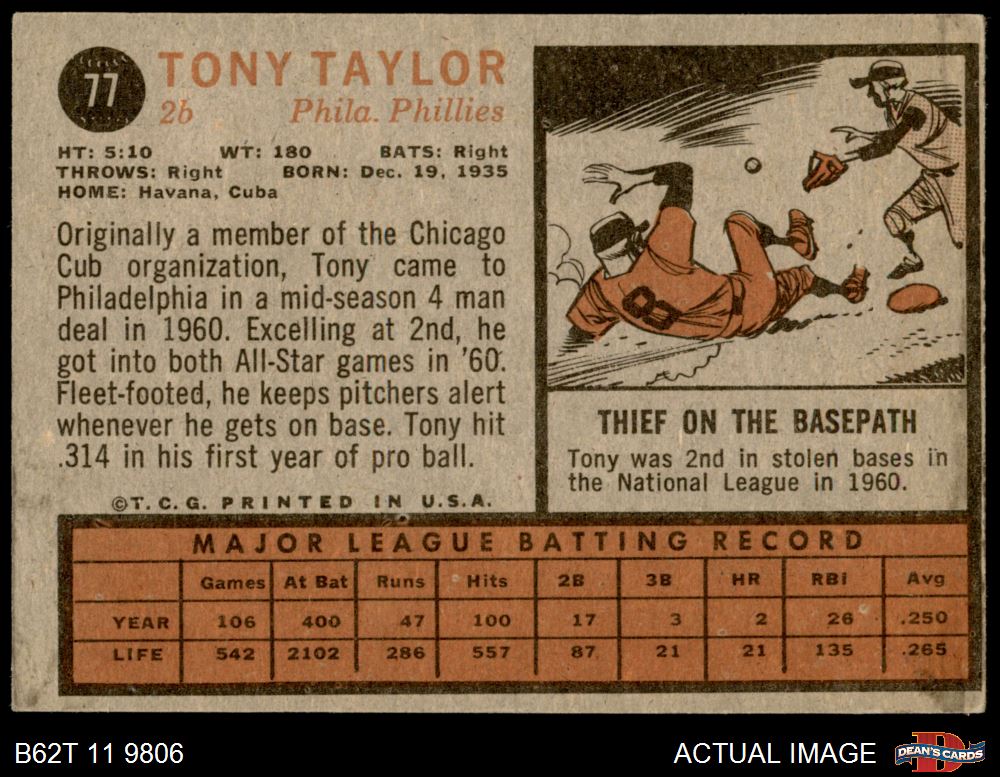 77
TONY TAYLOR
2b Phila. Phillies
HT: 5:10 WT: 180 BATS: Right
THROWS: Right BORN: Dec. 19, 1935
HOME: Havana, Cuba
Originally a member of the Chicago
Cub organization, Tony came to
Philadelphia in a mid-season 4 man
deal in 1960. Excelling at 2nd, he
got into both All-Star games in '60.
Fleet-footed, he keeps pitchers alert
whenever he gets on base. Tony hit
.314 in his first year of pro ball.
©T.C.G. PRINTED IN U.S.A.
8
THIEF ON THE BASEPATH
Tony was 2nd in stolen bases in
the National League in 1960.
MAJOR LEAGUE BATTING RECORD
Games At Bat Runs Hits 2B 3B HR RBI Avg
YEAR 106 400 47 100 17 3 2 26 .250
LIFE 542 2102 286 557 87 21 21 135 .265
B62T 11 9806
ACTUAL IMAGE
D
DEAN'S CARDS